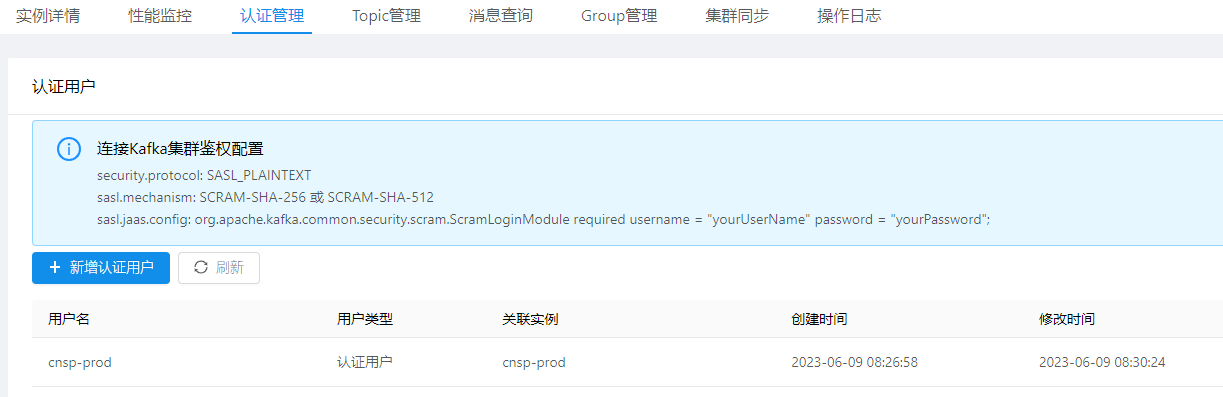 实例详情 性能监控 认证管理 Topic管理 消息查询 Group管理 集群同步 操作日志
认证用户
连接Kafka集群鉴权配置
security.protocol: SASL_PLAINTEXT
sasl.mechanism: SCRAM-SHA-256 或 SCRAM-SHA-512
sasl.jaas.config: org.apache.kafka.common.security.scram.ScramLoginModule required username = "yourUserName" password = "yourPassword";
+ 新增认证用户 刷新
用户名 用户类型 关联实例 创建时间 修改时间
cnsp-prod 认证用户 cnsp-prod 2023-06-09 08:26:58 2023-06-09 08:30:24